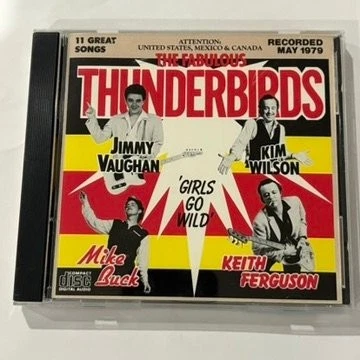 11 GREAT
SONGS
ATTENTION:
UNITED STATES, MEXICO & CANADA
RECORDED
MAY 1979
THE FABULOUS
THUNDERBIRDS
JIMMY
VAUGHAN
KIM
WILSON
'GIRLS
GO
WILD'
Mike
Buck
KEITH
FERGUSON
COMPACT
disc
DIGITAL AUDIO